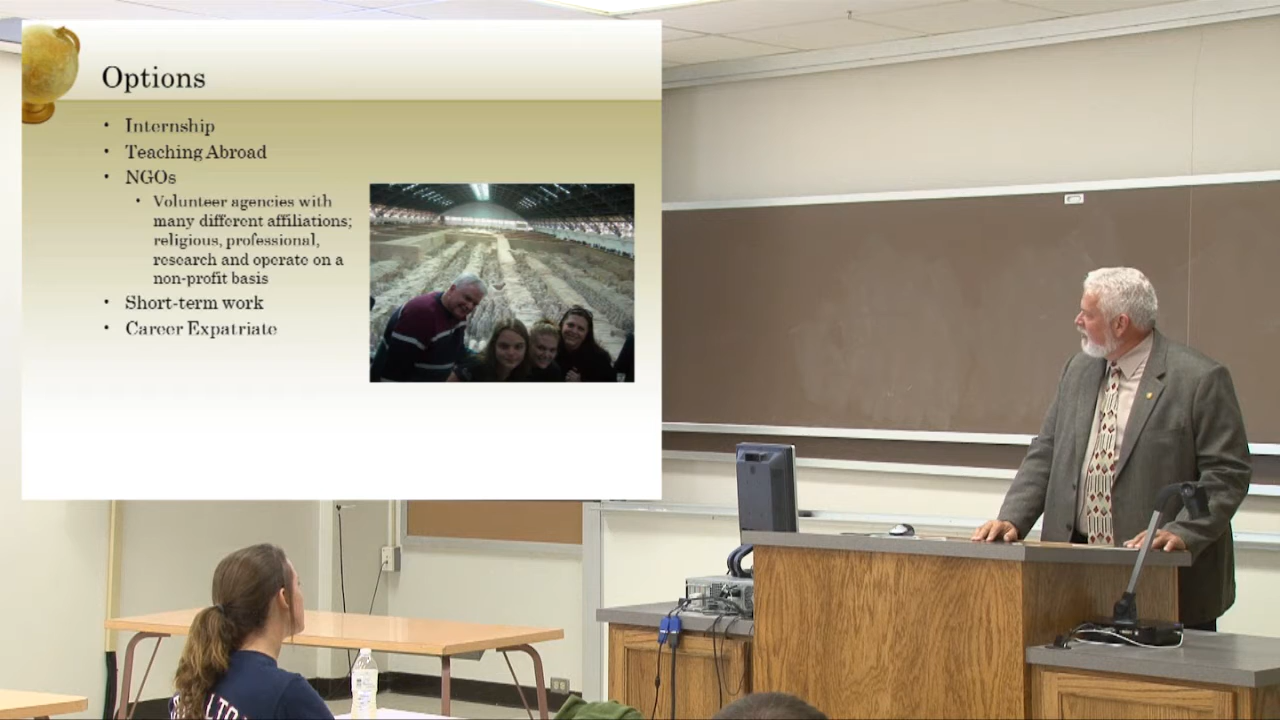 Options
• Internship
• Teaching Abroad
• NGOs
• Volunteer agencies with
many different affiliations;
religious, professional,
research and operate on a
non-profit basis
• Short-term work
• Career Expatriate